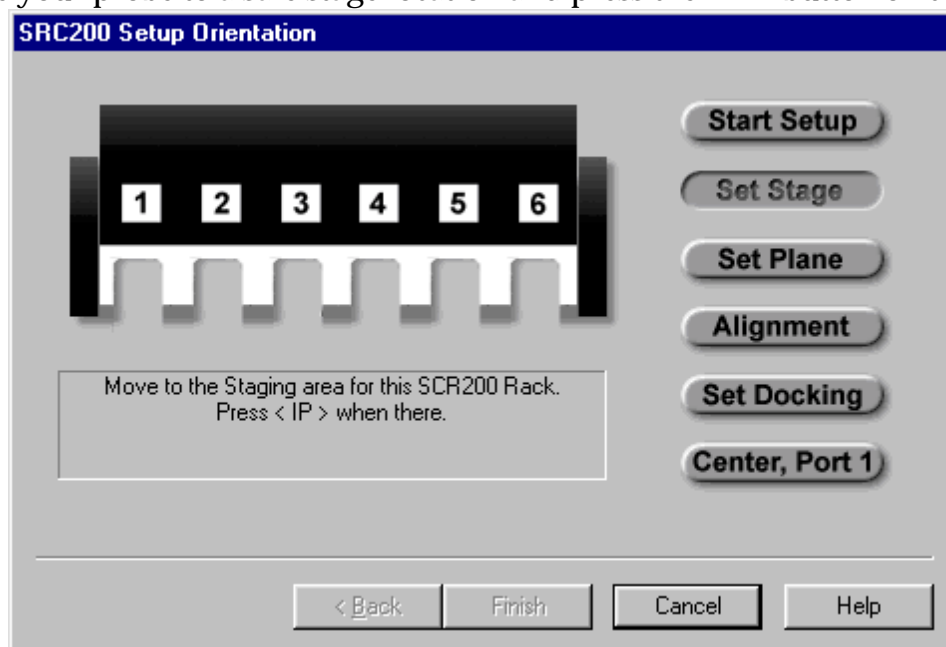 SRC200 Setup Orientation
1 2 3 4 5 6
Start Setup
Set Stage
Set Plane
Alignment
Set Docking
Center, Port 1
Move to the Staging area for this SCR200 Rack.
Press < IP > when there.
< Back
Finish
Cancel
Help